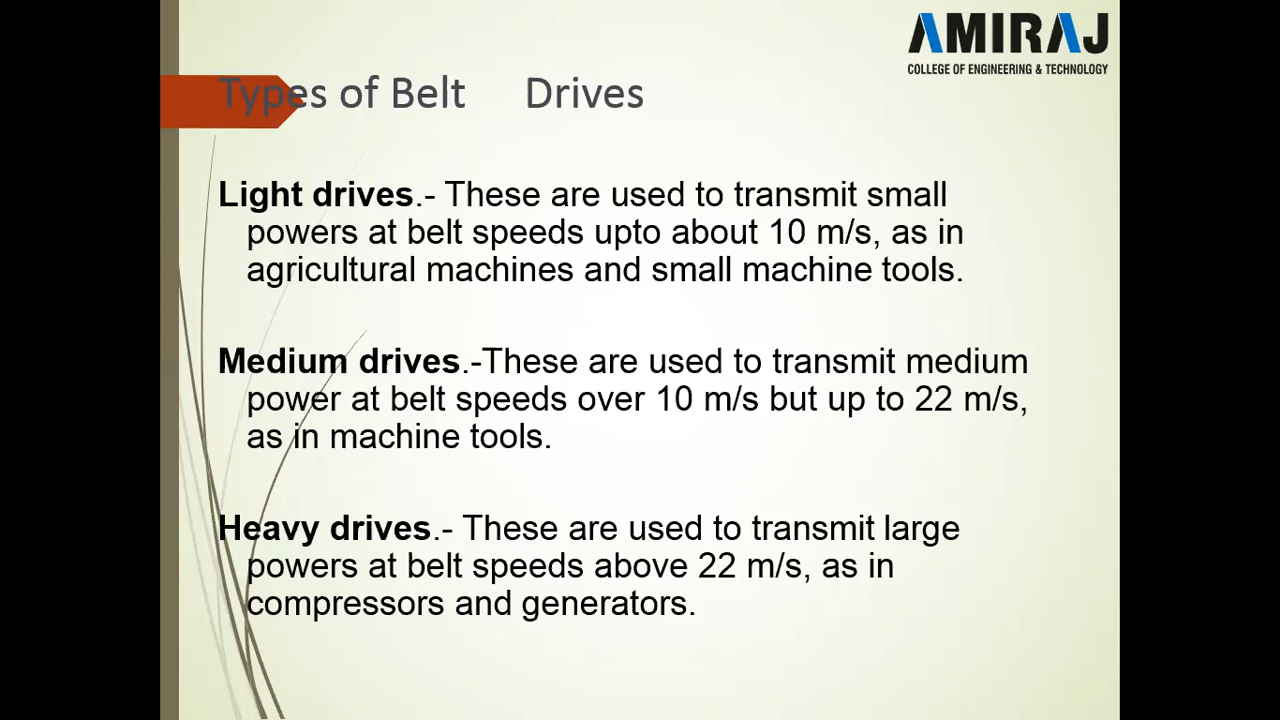 AMIRAJ
COLLEGE OF ENGINEERING & TECHNOLOGY
Types of Belt Drives
Light drives.- These are used to transmit small
powers at belt speeds upto about 10 m/s, as in
agricultural machines and small machine tools.
Medium drives.-These are used to transmit medium
power at belt speeds over 10 m/s but up to 22 m/s,
as in machine tools.
Heavy drives.- These are used to transmit large
powers at belt speeds above 22 m/s, as in
compressors and generators.